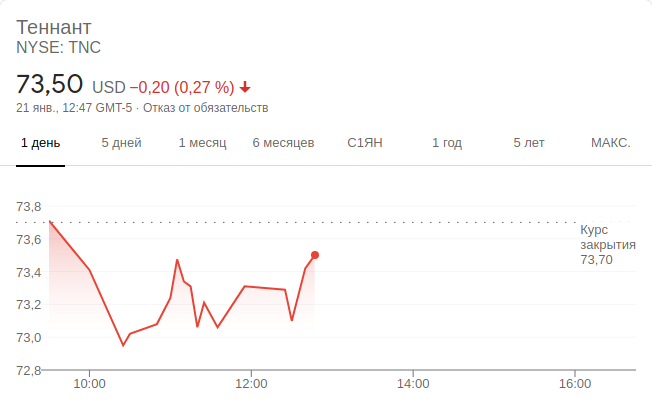 Теннант
NYSE: TNC
73,50 USD −0,20 (0,27 %)
21 янв., 12:47 GMT-5 · Отказ от обязательств
1 день 5 дней 1 месяц 6 месяцев С1ЯН 1 год 5 лет МАКС.
73,8
73,6
73,4
73,2
73,0
72,8
Курс
закрытия
73,70
10:00 12:00 14:00 16:00